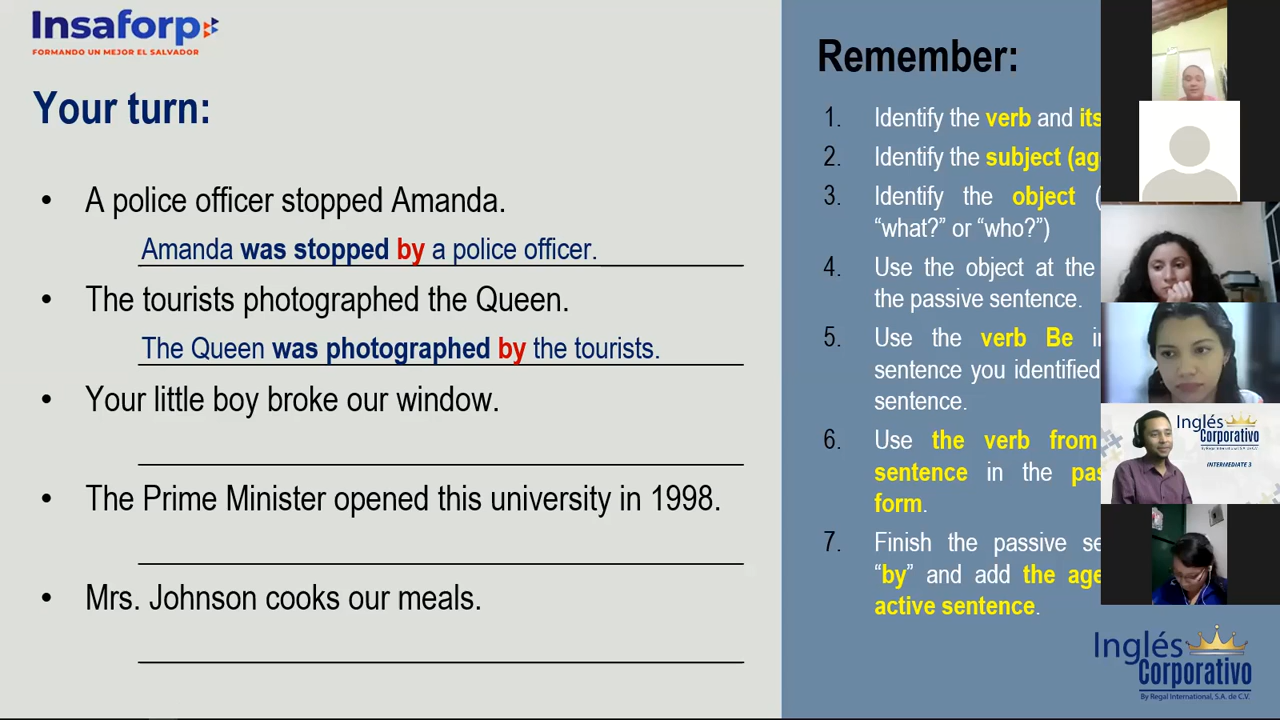 Insaforp
FORMANDO UN MEJOR EL SALVADOR
Your turn:
• A police officer stopped Amanda.
Amanda was stopped by a police officer.
• The tourists photographed the Queen.
The Queen was photographed by the tourists.
• Your little boy broke our window.
• The Prime Minister opened this university in 1998.
• Mrs. Johnson cooks our meals.
Remember:
1. Identify the verb and its
2. Identify the subject
3. Identify the object (
“what?” or “who?”)
4. Use the object at the
the passive sentence.
5. Use the verb Be
sentence you identified
sentence.
6. Use the verb from
sentence in the
form.
7. Finish the passive
“by” and add the
active sentence.
Inglés
Corporativo
By Regal International, S.A. de C.V.
INTERMEDIATE 3
Inglés
Corporativo
By Regal International, S.A. de C.V.